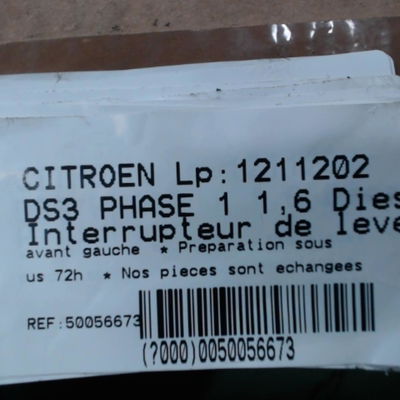 CITROEN Lp:1211202
DS3 PHASE 1 1,6 Dies
Interrupteur de leve
avant gauche * Preparation sous
us 72h * Nos pieces sont echangees
REF:50056673
(?000)0050056673